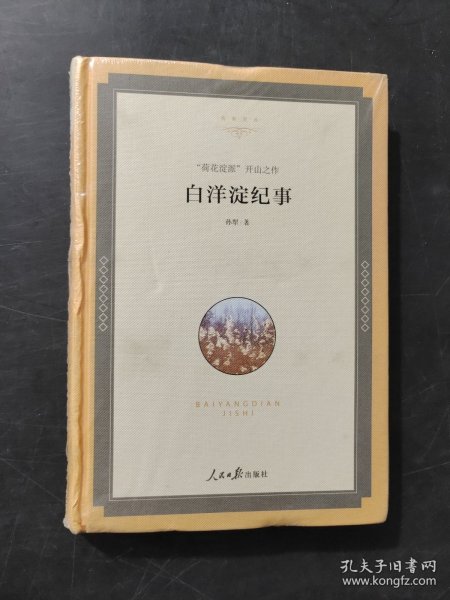 “荷花淀派”开山之作
白洋淀纪事
孙犁 著
BAIYANGDIAN
JISHI
人民日报出版社
孔夫子旧书网
www.kongfz.com